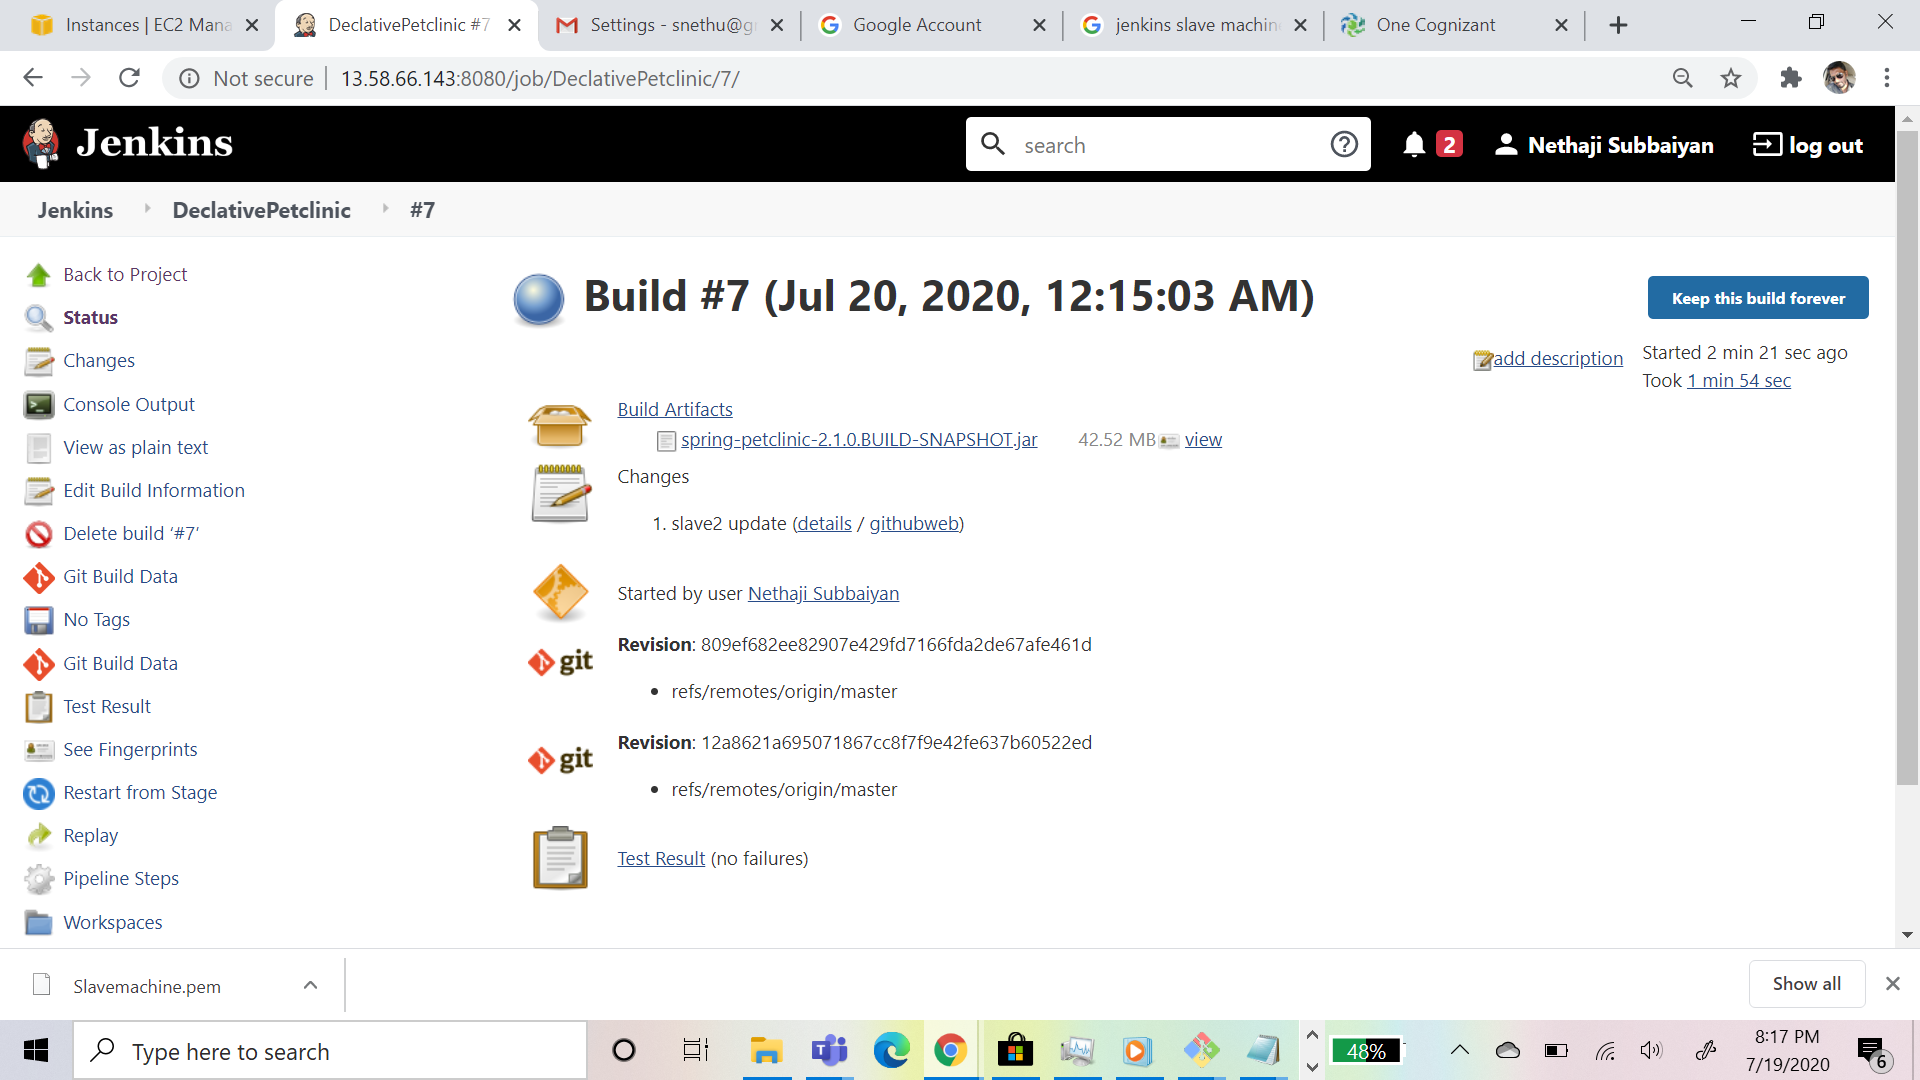 Instances | EC2 Mana
DeclativePetclinic #7
Settings - snethu@g
Google Account
jenkins slave machin
One Cognizant
Not secure
13.58.66.143:8080/job/DeclativePetclinic/7/
Jenkins
search
2
Nethaji Subbaiyan
log out
Jenkins
DeclativePetclinic
#7
Back to Project
Status
Changes
Console Output
View as plain text
Edit Build Information
Delete build ‘#7’
Git Build Data
No Tags
Git Build Data
Test Result
See Fingerprints
Restart from Stage
Replay
Pipeline Steps
Workspaces
Build #7 (Jul 20, 2020, 12:15:03 AM)
Keep this build forever
add description
Started 2 min 21 sec ago
Took 1 min 54 sec
Build Artifacts
spring-petclinic-2.1.0.BUILD-SNAPSHOT.jar 42.52 MB view
Changes
1. slave2 update (details / githubweb)
Started by user Nethaji Subbaiyan
git
Revision: 809ef682ee82907e429fd7166fda2de67afe461d
• refs/remotes/origin/master
git
Revision: 12a8621a695071867cc8f7f9e42fe637b60522ed
• refs/remotes/origin/master
Test Result (no failures)
Slavemachine.pem
Show all
Type here to search
48%
8:17 PM
7/19/2020
6